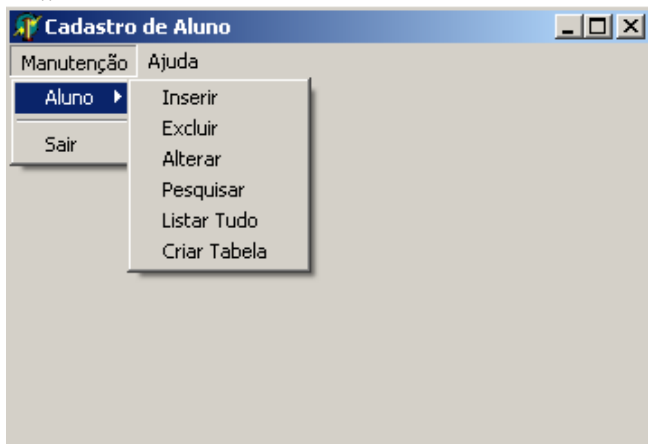 Cadastro de Aluno
Manutenção Ajuda
Aluno
Sair
Inserir
Excluir
Alterar
Pesquisar
Listar Tudo
Criar Tabela